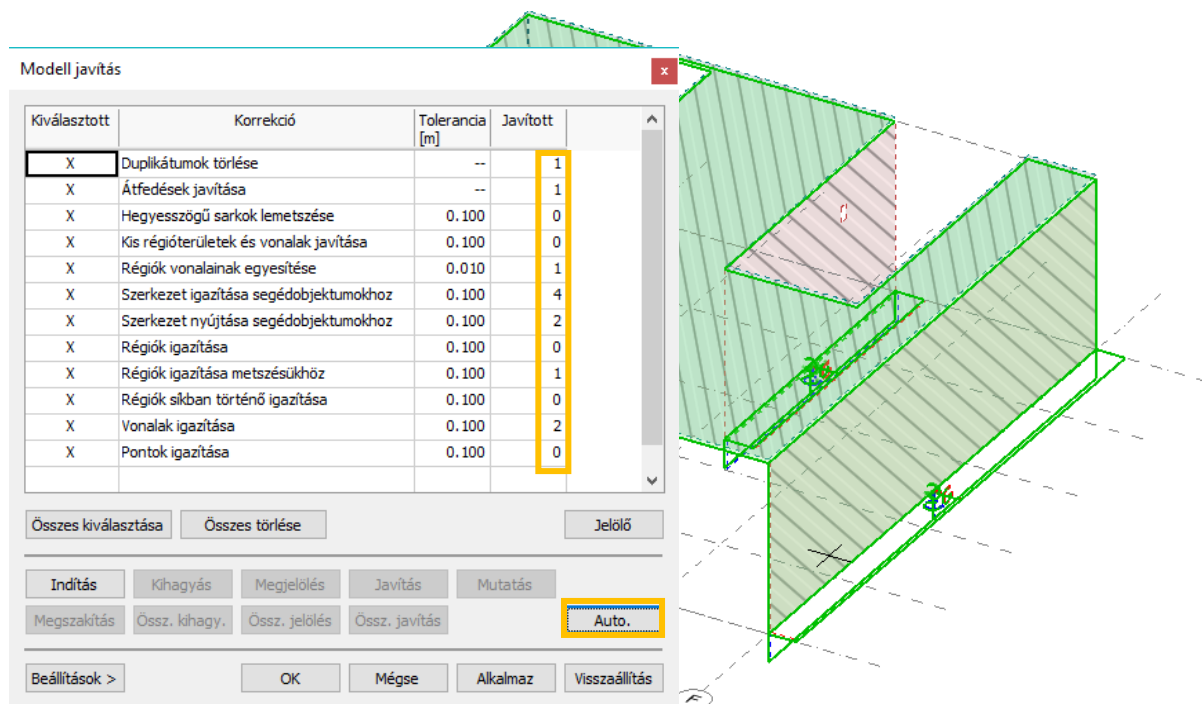 Modell javítás
x
Kiválasztott Korrekció Tolerancia [m] Javított
X Duplikátumok törlése -- 1
X Átfedések javítása -- 1
X Hegyesszögű sarkok lemetszése 0.100 0
X Kis régióterületek és vonalak javítása 0.100 0
X Régiók vonalainak egyesítése 0.010 1
X Szerkezet igazítása segédobjektumokhoz 0.100 4
X Szerkezet nyújtása segédobjektumokhoz 0.100 2
X Régiók igazítása 0.100 0
X Régiók igazítása metszésükhöz 0.100 1
X Régiók síkban történő igazítása 0.100 0
X Vonalak igazítása 0.100 2
X Pontok igazítása 0.100 0
Összes kiválasztása Összes törlése Jelölő
Indítás Kihagyás Megjelölés Javítás Mutatás
Megszakítás Össz. kihagy. Össz. jelölés Össz. javítás Auto.
Beállítások > OK Mégse Alkalmaz Visszaállítás
F